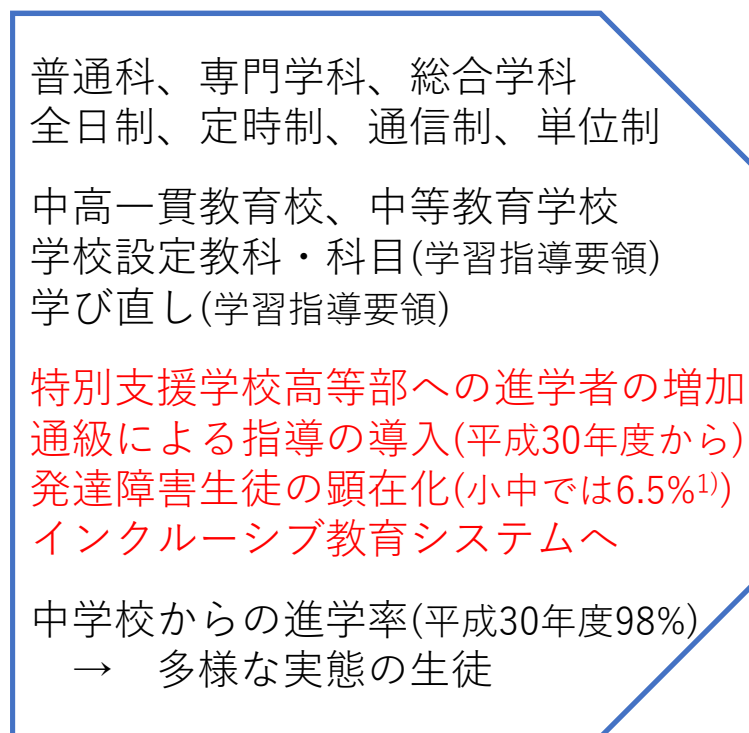 普通科、専門学科、総合学科
全日制、定時制、通信制、単位制
中高一貫教育校、中等教育学校
学校設定教科・科目(学習指導要領)
学び直し(学習指導要領)
特別支援学校高等部への進学者の増加
通級による指導の導入(平成30年度から)
発達障害生徒の顕在化(小中では6.5%1))
インクルーシブ教育システムへ
中学校からの進学率(平成30年度98%)
→ 多様な実態の生徒